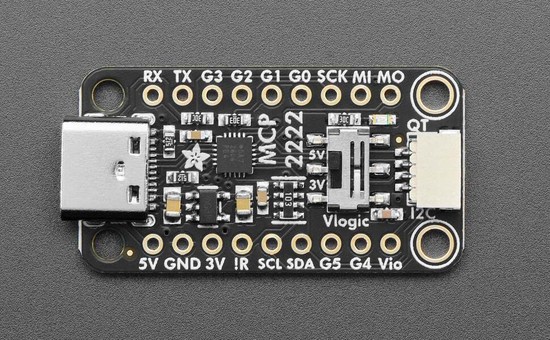 RX TX G3 G2 G1 G0 SCK MI MO
QT
MCP
2222
5V
3V
103
I2C
Vlogic
5V GND 3V !R SCL SDA G5 G4 Vio